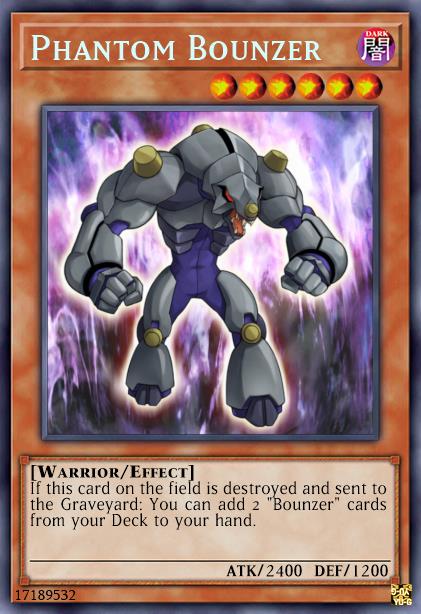 Phantom Bounzer
DARK
闇
[Warrior/Effect]
If this card on the field is destroyed and sent to
the Graveyard: You can add 2 "Bounzer" cards
from your Deck to your hand.
ATK/2400 DEF/1200
17189532